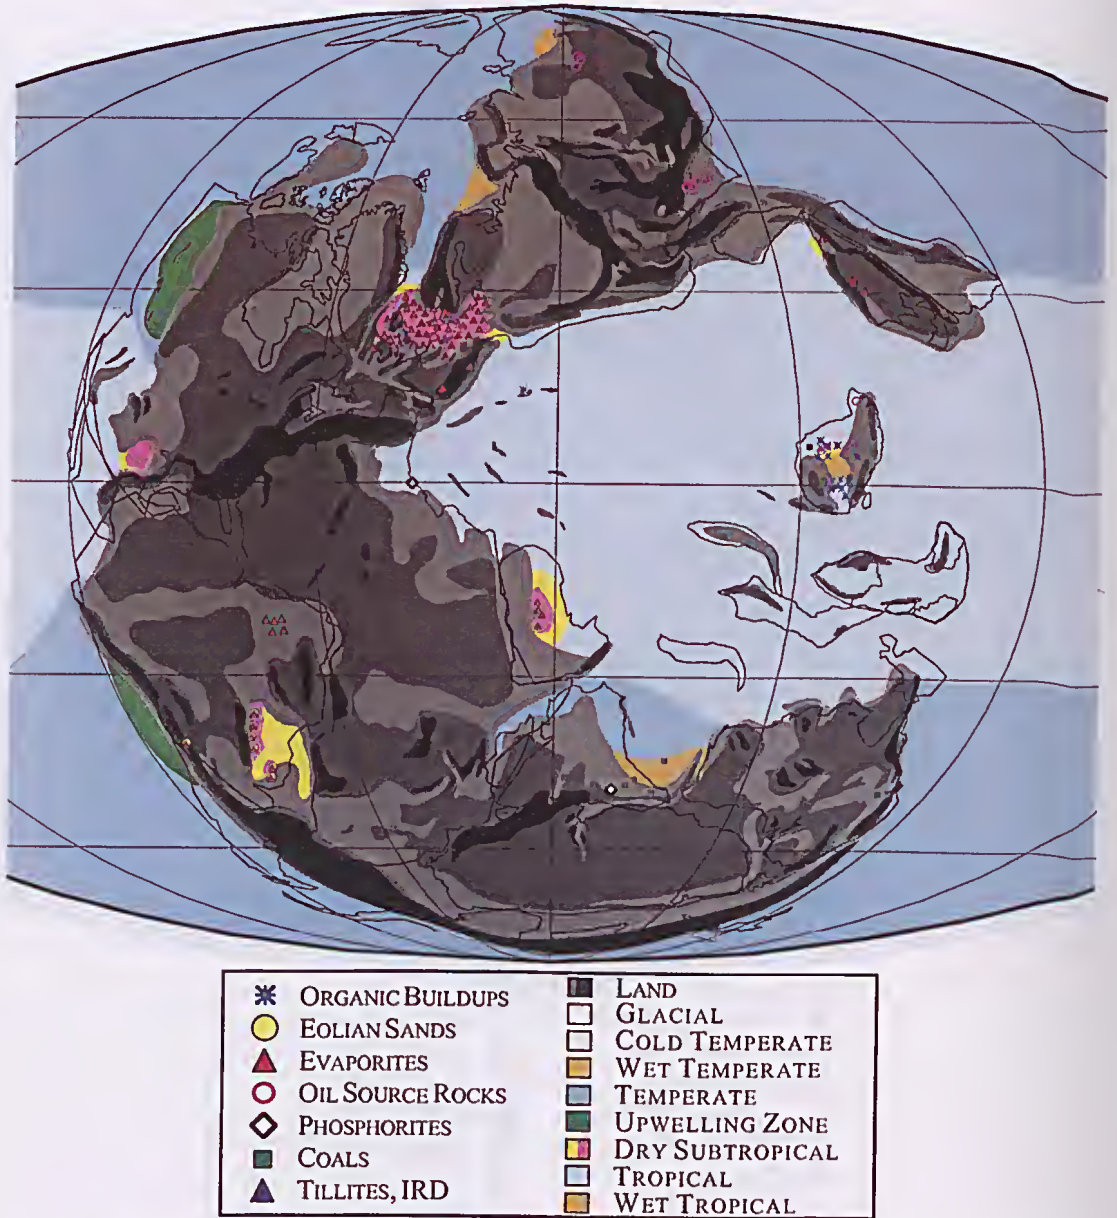 ORGANIC BUILDUPS
EOLIAN SANDS
EVAPORITES
OIL SOURCE ROCKS
PHOSPHORITES
COALS
TILLITES, IRD
LAND
GLACIAL
COLD TEMPERATE
WET TEMPERATE
TEMPERATE
UPWELLING ZONE
DRY SUBTROPICAL
TROPICAL
WET TROPICAL